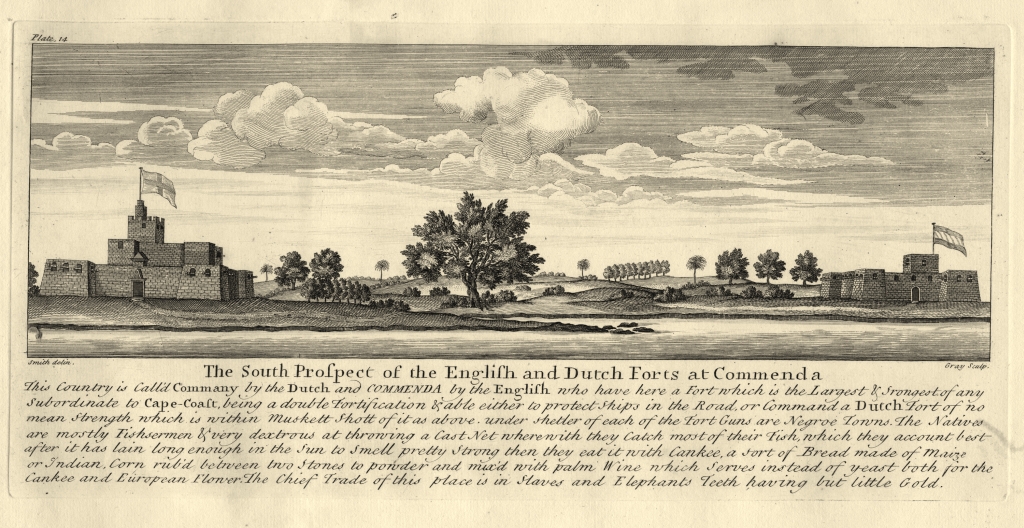 Plate. 14
Smith delin.
Gray Sculp.
The South Proſpect of the Engliſh and Dutch Forts at Commenda
This Country is Call'd Commany by the Dutch and COMMENDA by the Engliſh who have here a Fort which is the Largest & Srongest of any
Subordinate to Cape-Coaſt, being a double Fortification & able either to protect Ships in the Road, or Command a Dutch Fort of no
mean Strength which is within Muskett Shott of it as above. under shelter of each of the Fort Guns are Negroe Towns. The Natives
are mostly Fishsermen & very dextrous at throwing a Cast Net wherewith they Catch most of their Fish, which they account best
after it has lain long enough in the Sun to Smell pretty Strong then they eat it with Cankee, a sort of Bread made of Maize
or Indian, Corn rub'd between two Stones to powder and mix'd with palm Wine which Serves instead of yeast both for the
Cankee and European Flower. The Chief Trade of this place is in Slaves and Elephants Teeth having but little Gold.